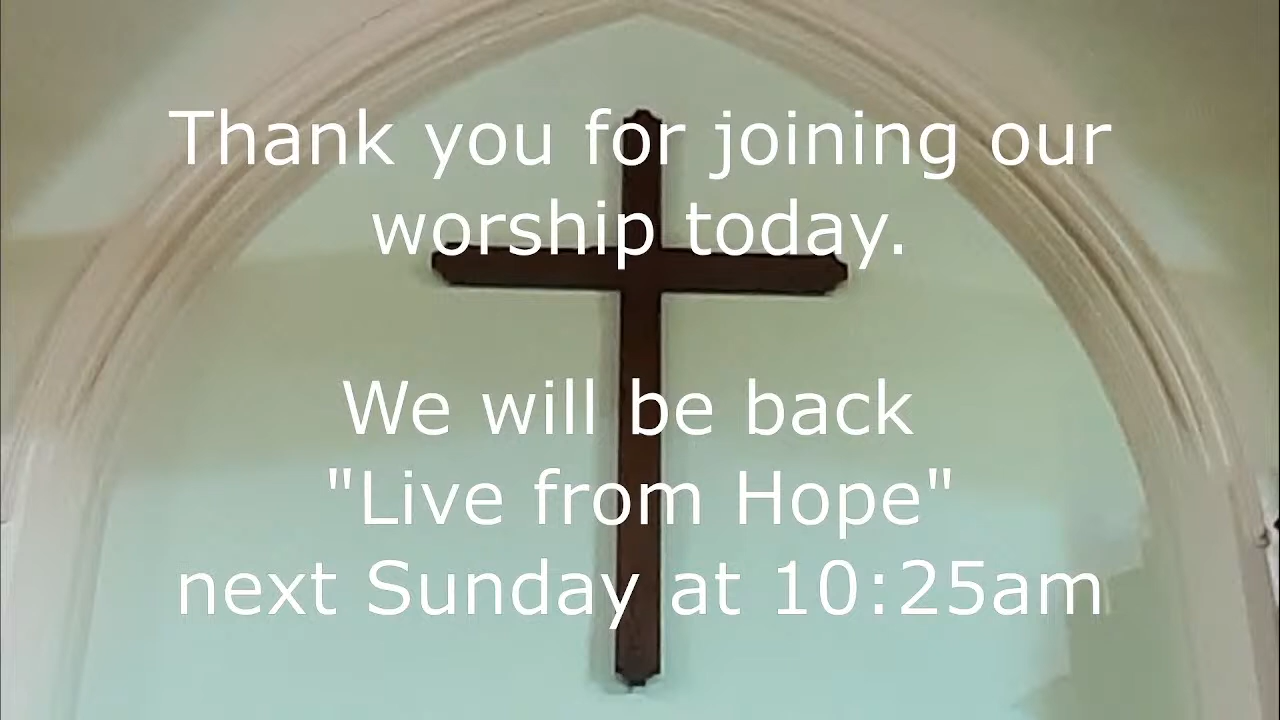 Thank you for joining our
worship today.
We will be back
"Live from Hope"
next Sunday at 10:25am